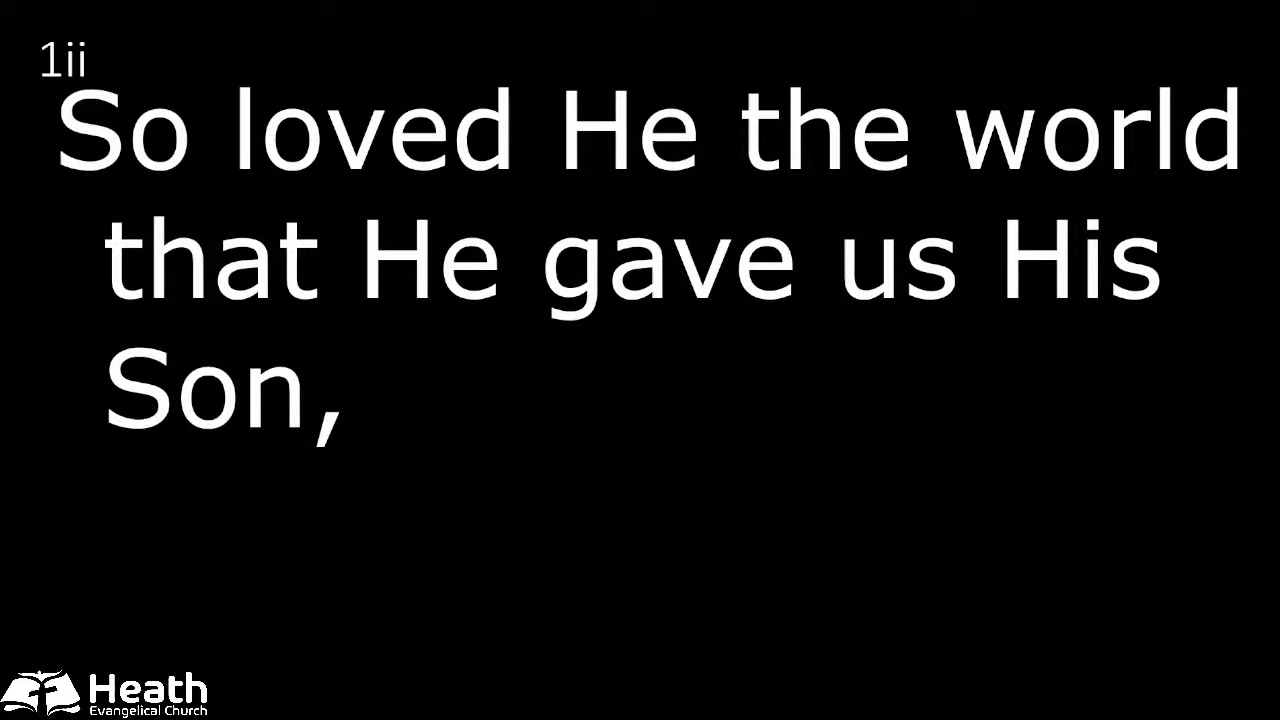 1ii
So loved He the world
that He gave us His
Son,
Heath
Evangelical Church